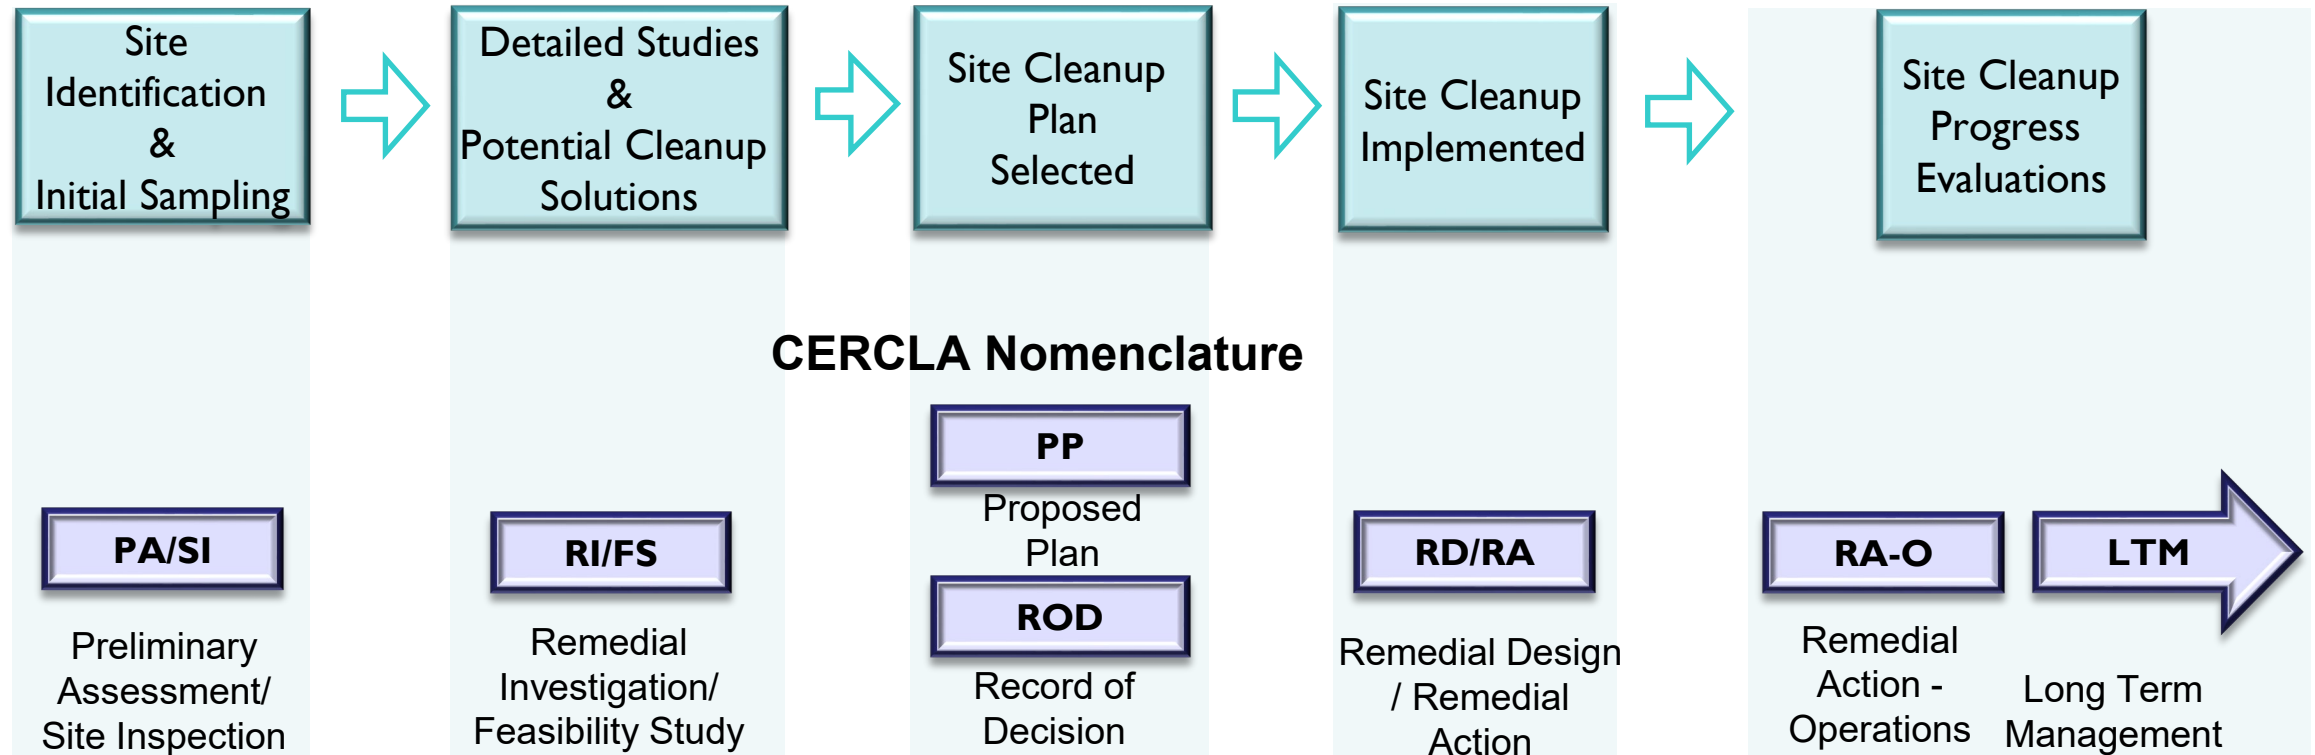 Site
Identification
&
Initial Sampling
Detailed Studies
&
Potential Cleanup
Solutions
Site Cleanup
Plan
Selected
Site Cleanup
Implemented
Site Cleanup
Progress
Evaluations
CERCLA Nomenclature
PA/SI
Preliminary
Assessment/
Site Inspection
RI/FS
Remedial
Investigation/
Feasibility Study
PP
Proposed
Plan
ROD
Record of
Decision
RD/RA
Remedial Design
/ Remedial
Action
RA-O
Remedial
Action -
Operations
LTM
Long Term
Management